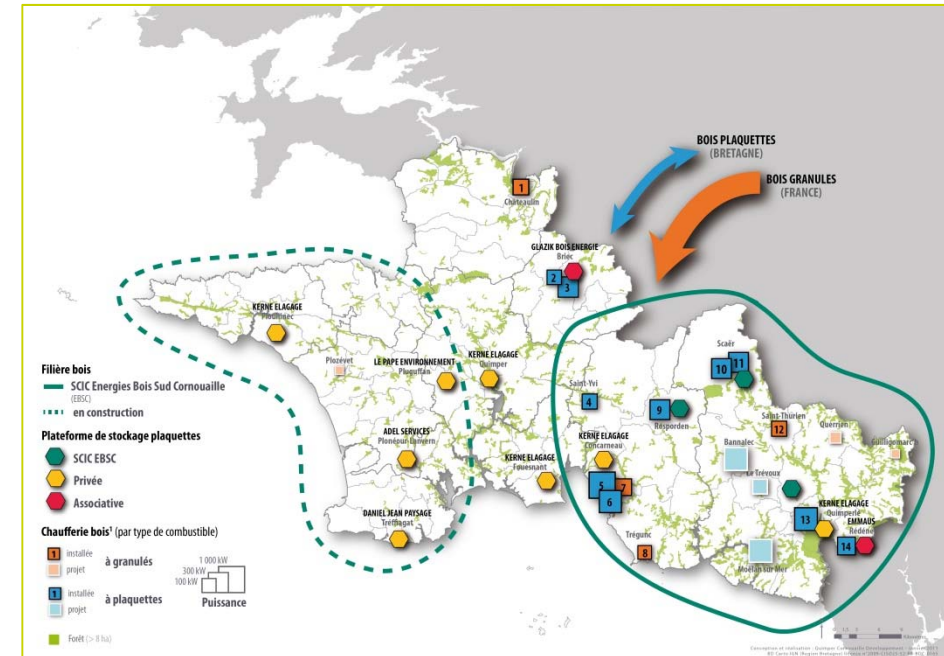 BOIS PLAQUETTES
(BRETAGNE)
BOIS GRANULES
(FRANCE)
1
Châteaulin
GLAZIK BOIS ENERGIE
Briec
2
3
KERNE ELAGAGE
Plouhinec
Plozévet
LE PAPE ENVIRONNEMENT
Pluguffan
KERNE ELAGAGE
Quimper
Scaër
10
11
Saint-Yvi
4
9
Rosporden
Saint-Thurien
12
Querrien
Guilligomarc'h
Bannalec
Le Trévoux
ADEL SERVICES
Plonéour Lanvern
KERNE ELAGAGE
Concarneau
KERNE ELAGAGE
Fouesnant
5
7
6
KERNE ELAGAGE
Quimperlé
13
EMMAUS
Rédéné
14
DANIEL JEAN PAYSAGE
Treffiagat
Trégunc
8
Moëlan sur Mer
Filière bois
SCIC Energies Bois Sud Cornouaille
(EBSC)
en construction
Plateforme de stockage plaquettes
SCIC EBSC
Privée
Associative
Chaufferie bois¹ (par type de combustible)
1 installée
projet
à granulés
1 installée
projet
à plaquettes
1 000 kW
300 kW
100 kW
Puissance
Forêt (> 8 ha)